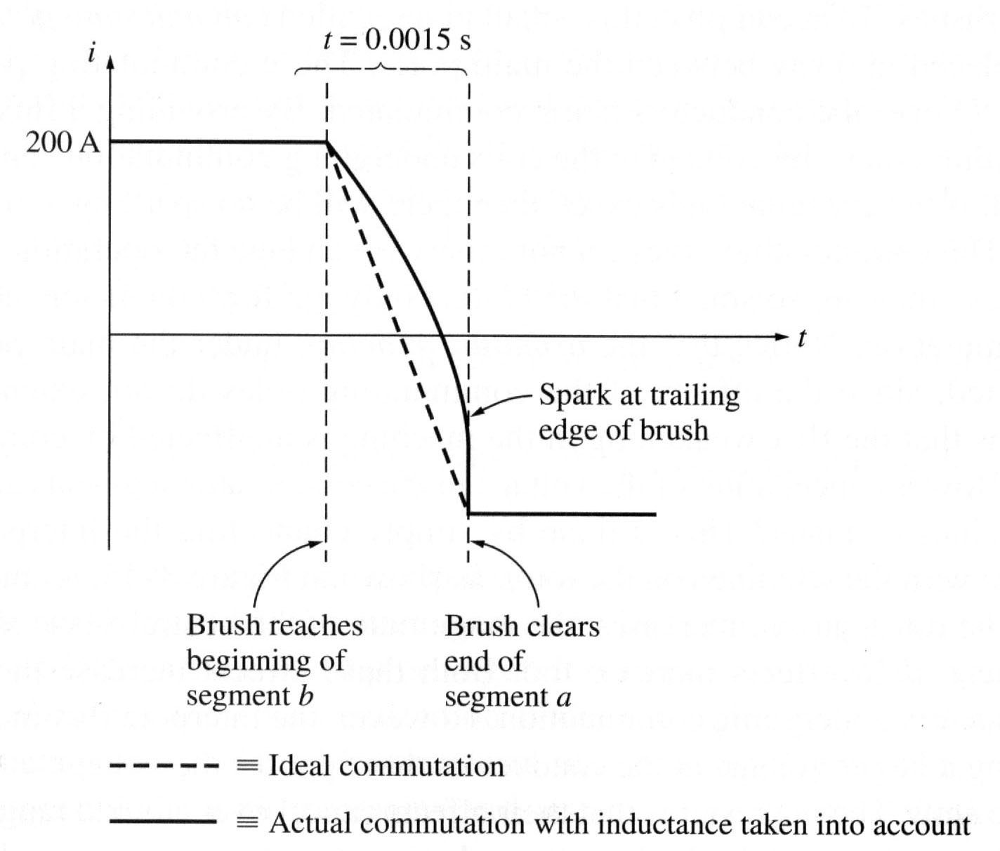 t = 0.0015 s
i
200 A
t
Spark at trailing
edge of brush
Brush reaches
beginning of
segment b
Brush clears
end of
segment a
≡ Ideal commutation
≡ Actual commutation with inductance taken into account